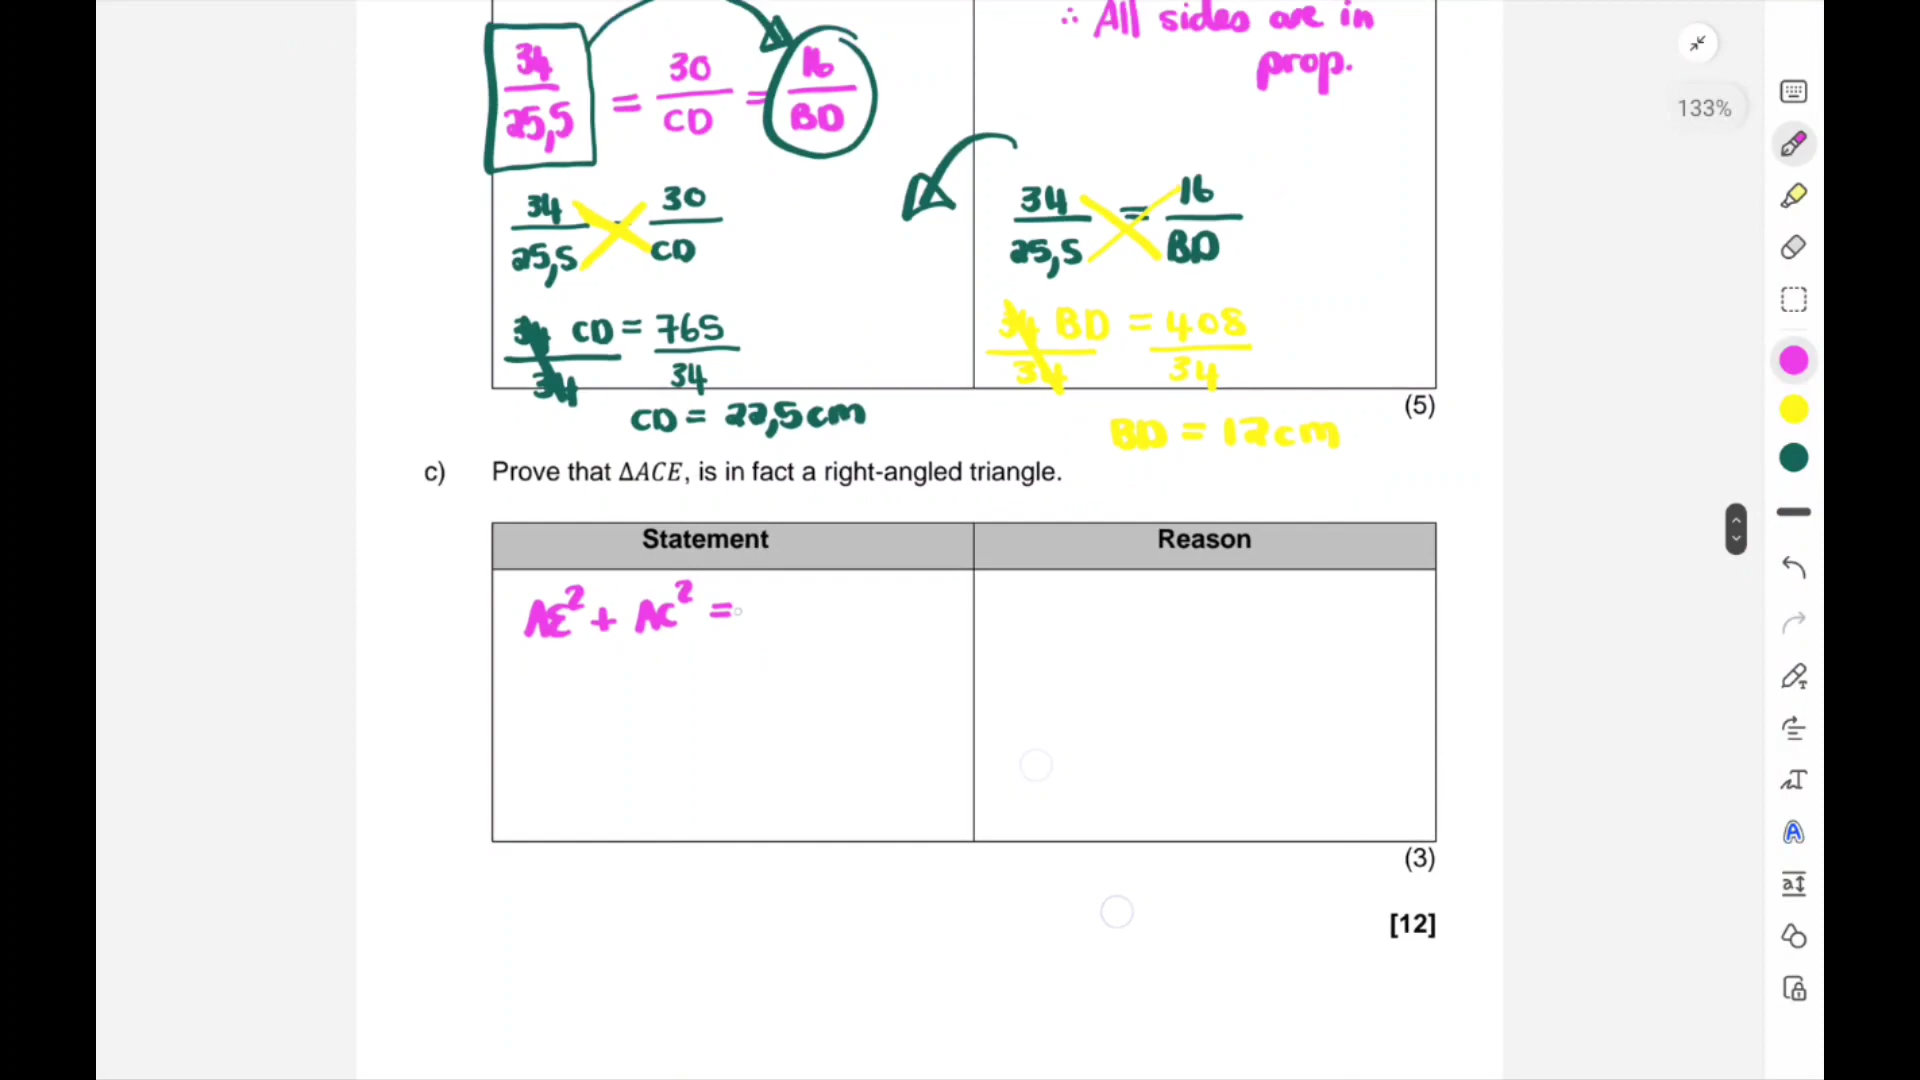 ∴ All sides are in
prop.
34/25,5 = 30/CD = 16/BD
133%
34/25,5 = 30/CD
34/25,5 = 16/BD
34 CD/34 = 765/34
34 BD/34 = 408/34
CD = 22,5cm
(5)
BD = 12cm
c) Prove that ΔACE, is in fact a right-angled triangle.
Statement Reason
AE² + AC² =
(3)
[12]